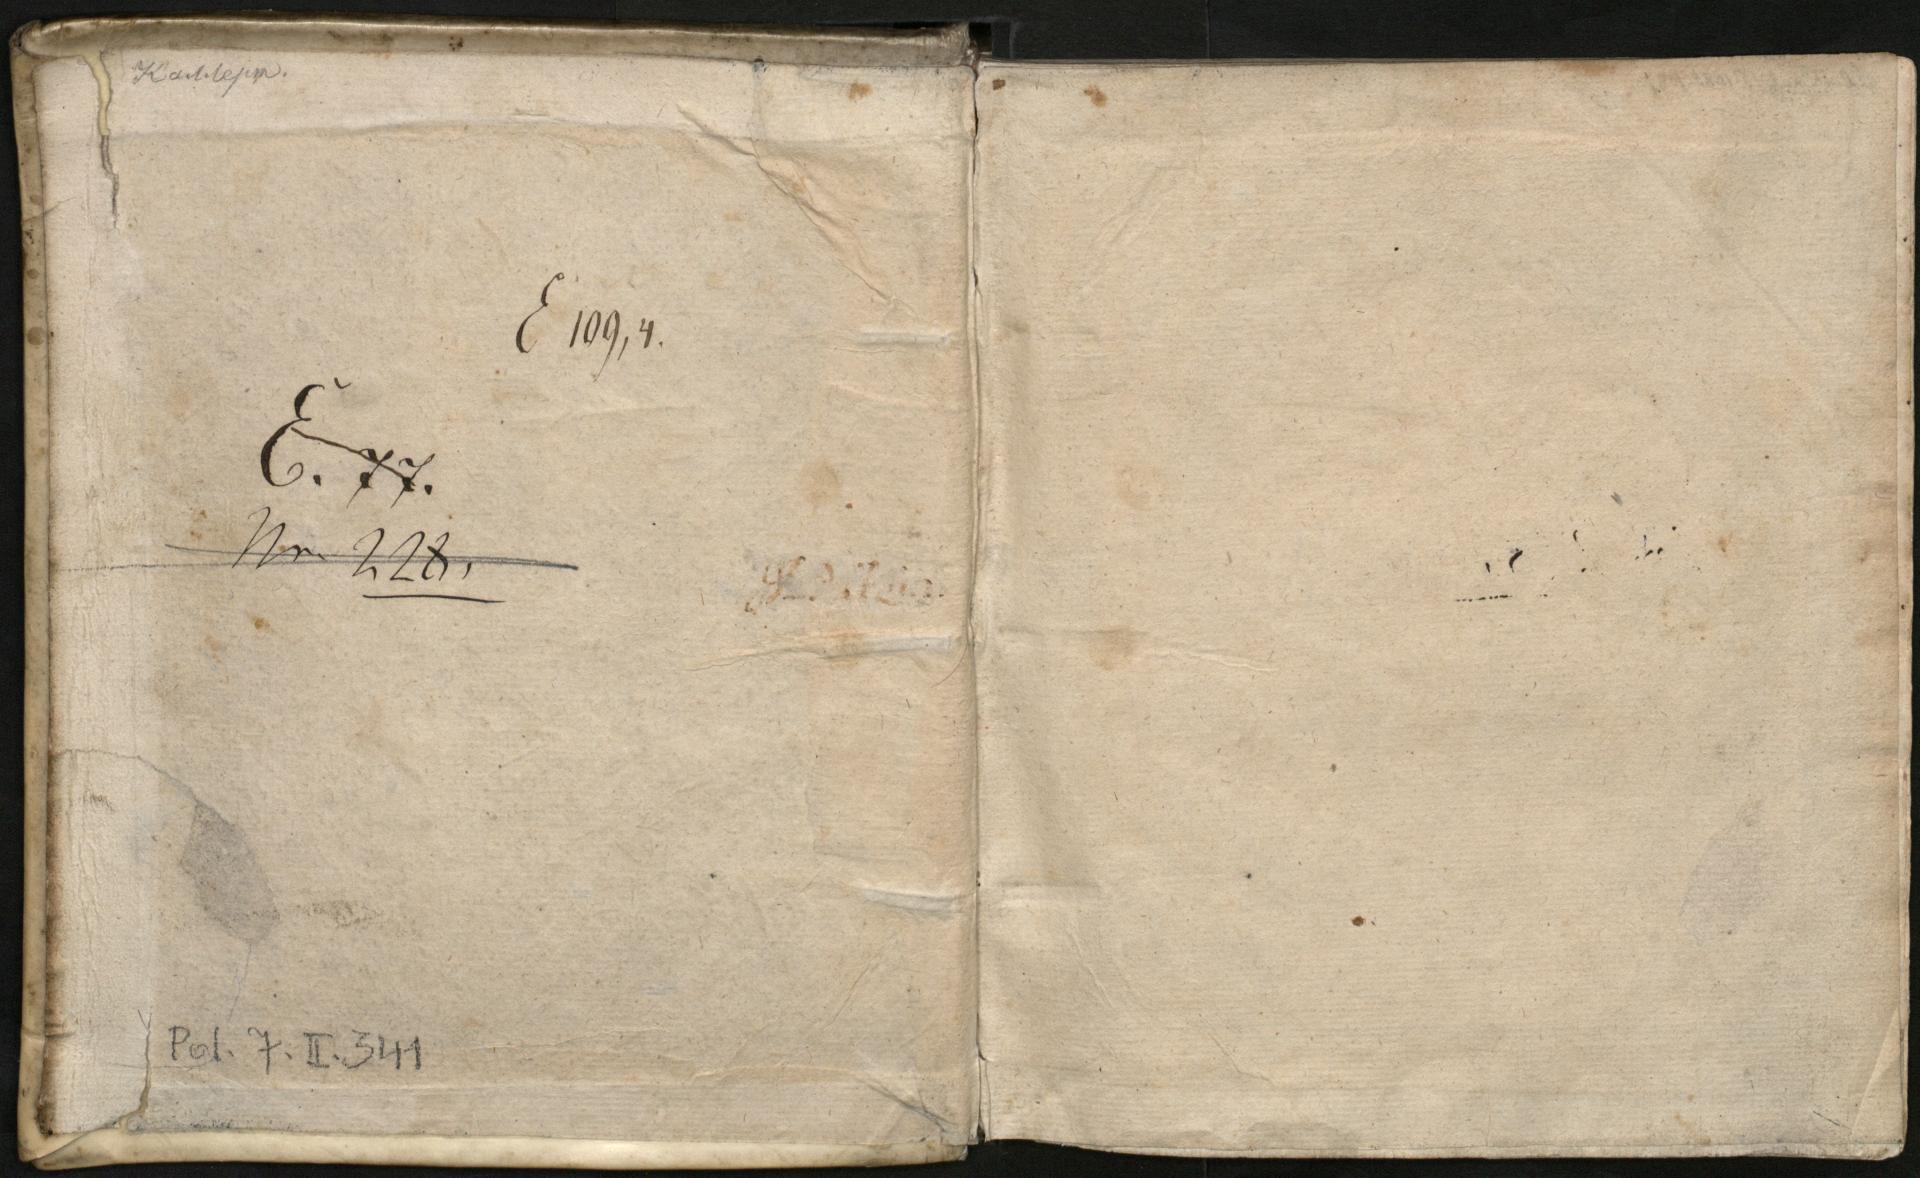 E 109,4.
E. 77.
Nr 228.
Pol. 7. II. 341